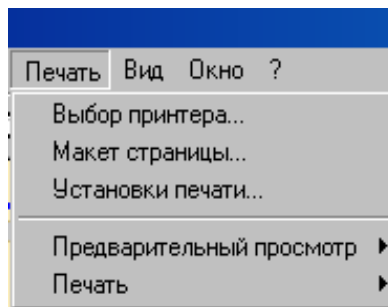 Печать Вид Окно ?
Выбор принтера...
Макет страницы...
Установки печати...
Предварительный просмотр
Печать